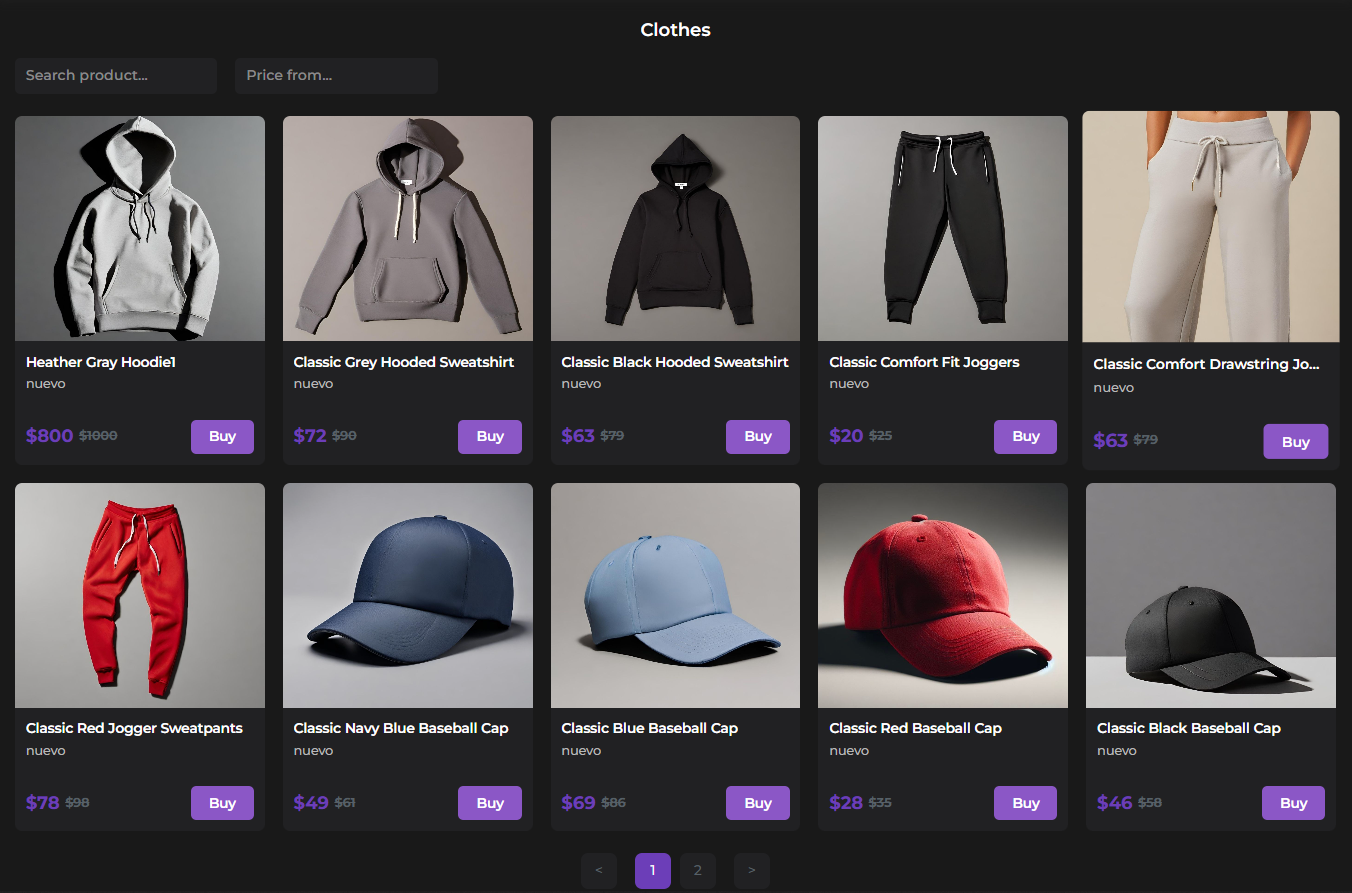 Clothes
Search product...
Price from...
Heather Gray Hoodie1
nuevo
$800 $1000
Buy
Classic Grey Hooded Sweatshirt
nuevo
$72 $90
Buy
Classic Black Hooded Sweatshirt
nuevo
$63 $79
Buy
Classic Comfort Fit Joggers
nuevo
$20 $25
Buy
Classic Comfort Drawstring Jo...
nuevo
$63 $79
Buy
Classic Red Jogger Sweatpants
nuevo
$78 $98
Buy
Classic Navy Blue Baseball Cap
nuevo
$49 $61
Buy
Classic Blue Baseball Cap
nuevo
$69 $86
Buy
Classic Red Baseball Cap
nuevo
$28 $35
Buy
Classic Black Baseball Cap
nuevo
$46 $58
Buy
< 1 2 >